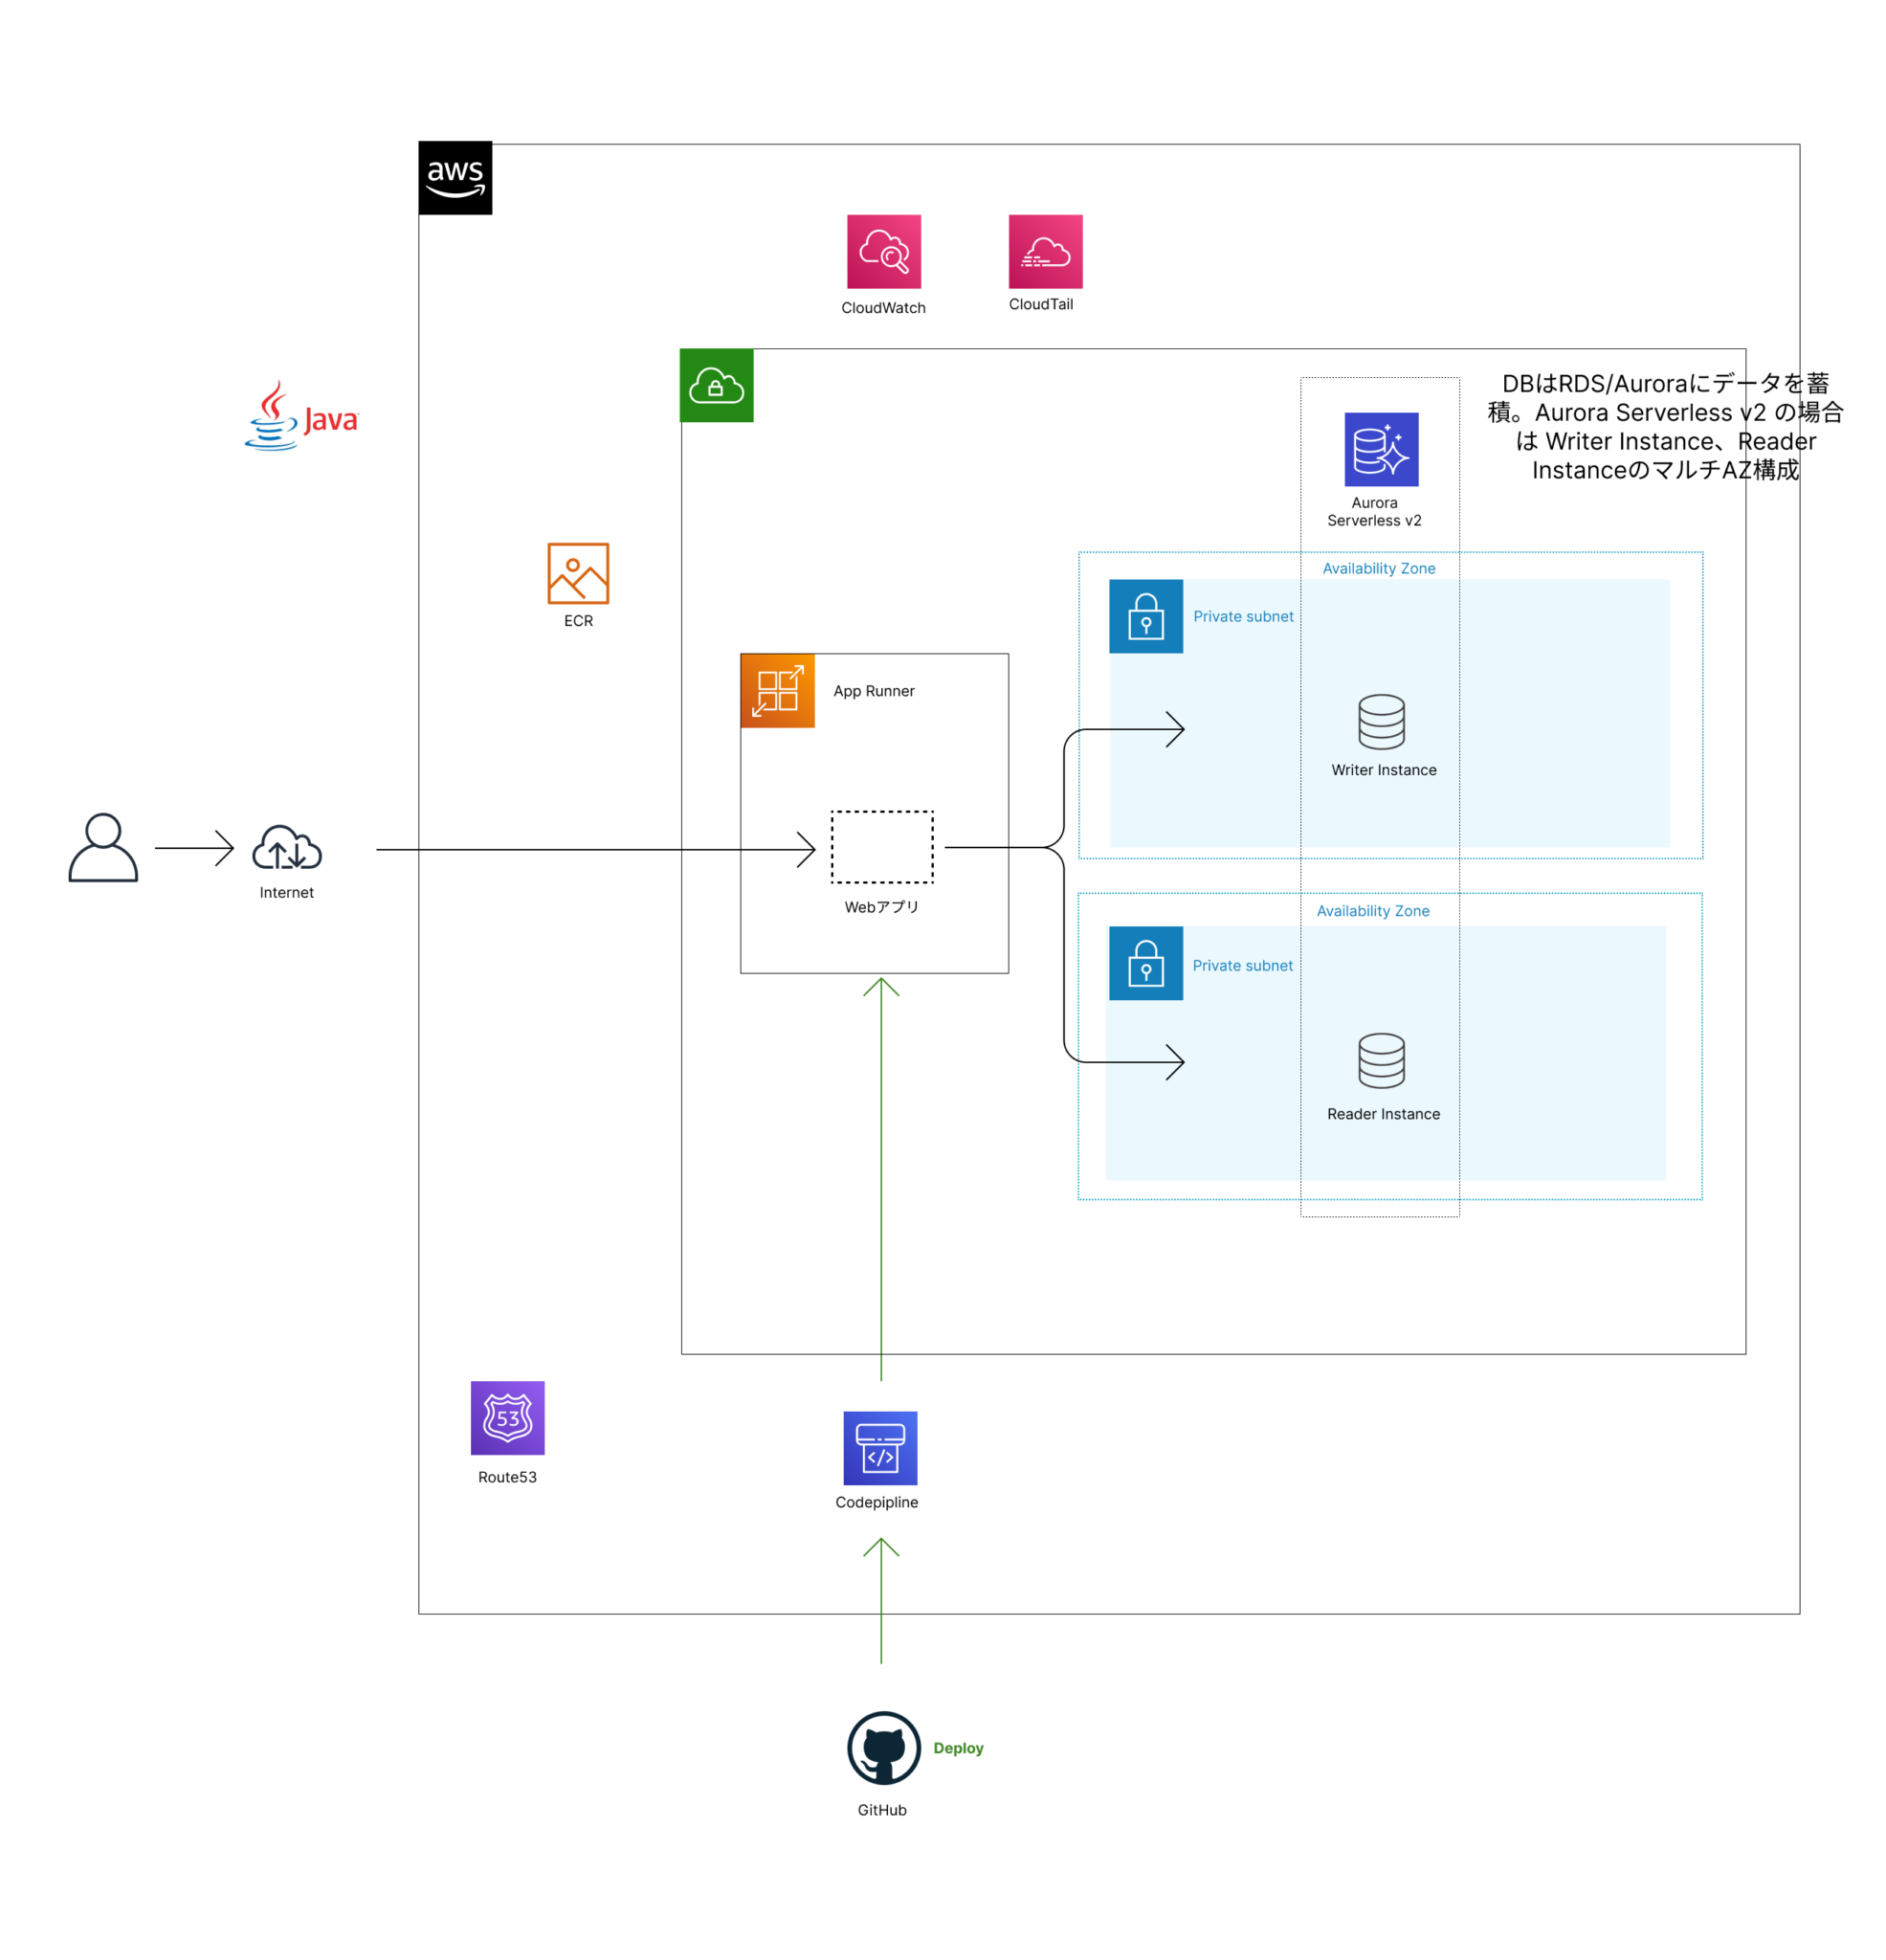 aws
CloudWatch
CloudTail
DBはRDS/Auroraにデータを蓄
積。Aurora Serverless v2 の場合
は Writer Instance、Reader
InstanceのマルチAZ構成
Java
Aurora
Serverless v2
Availability Zone
ECR
Private subnet
App Runner
Writer Instance
Internet
Webアプリ
Availability Zone
Private subnet
Reader Instance
53
Route53
Codepipline
Deploy
GitHub